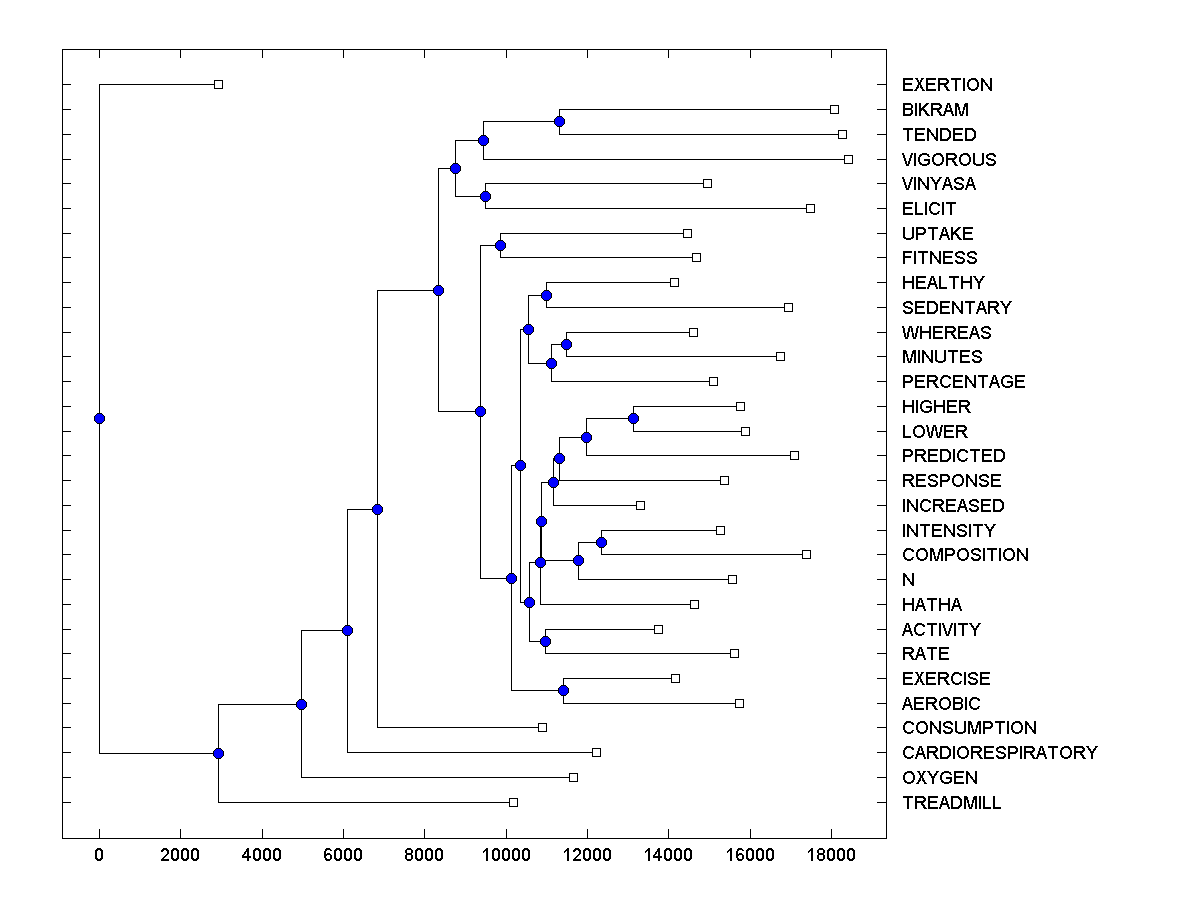 EXERTION
BIKRAM
TENDED
VIGOROUS
VINYASA
ELICIT
UPTAKE
FITNESS
HEALTHY
SEDENTARY
WHEREAS
MINUTES
PERCENTAGE
HIGHER
LOWER
PREDICTED
RESPONSE
INCREASED
INTENSITY
COMPOSITION
N
HATHA
ACTIVITY
RATE
EXERCISE
AEROBIC
CONSUMPTION
CARDIORESPIRATORY
OXYGEN
TREADMILL
0 2000 4000 6000 8000 10000 12000 14000 16000 18000